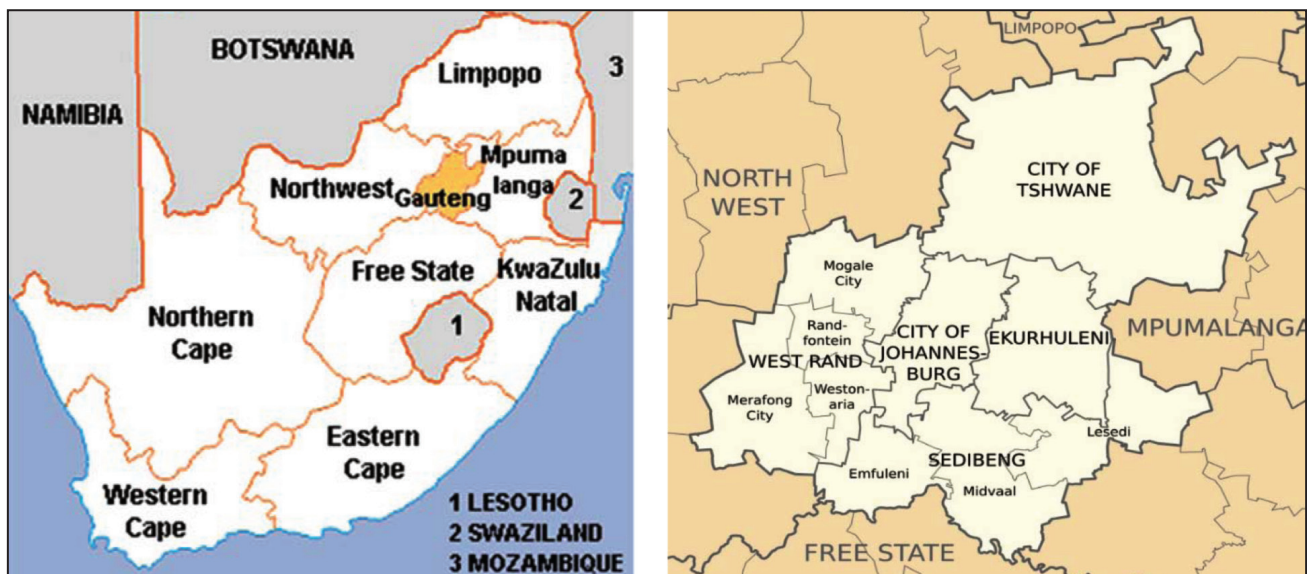 BOTSWANA
NAMIBIA
Limpopo
3
Mpuma
langa
Northwest
Gauteng
2
Free State
KwaZulu
Natal
1
Northern
Cape
Eastern
Cape
Western
Cape
1 LESOTHO
2 SWAZILAND
3 MOZAMBIQUE
LIMPOPO
CITY OF
TSHWANE
NORTH
WEST
Mogale
City
Rand-
fontein
CITY OF
JOHANNES-
BURG
EKURHULENI
MPUMALANGA
WEST RAND
Merafong
City
Weston-
aria
Lesedi
SEDIBENG
Emfuleni
Midvaal
FREE STATE